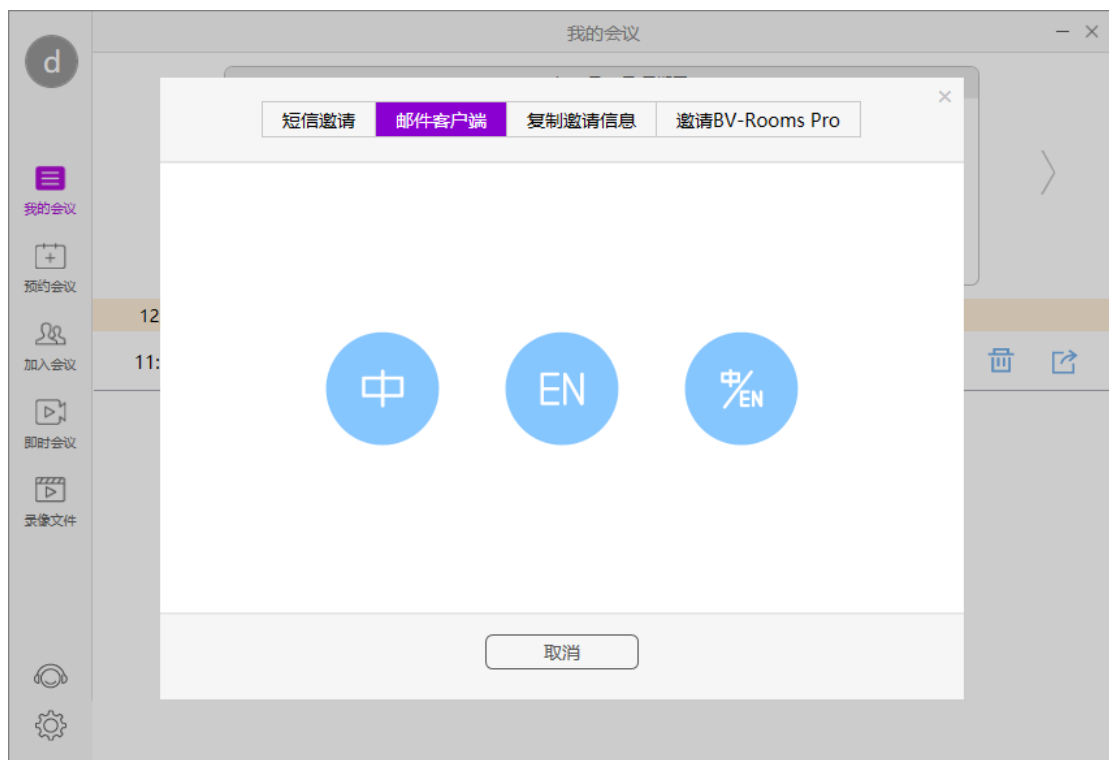 我的会议
d
短信邀请
邮件客户端
复制邀请信息
邀请BV-Rooms Pro
我的会议
预约会议
加入会议
即时会议
录像文件
12
11:
中
EN
中/EN
取消